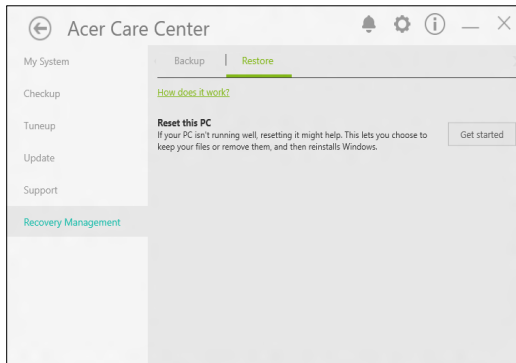 Acer Care Center
My System
Checkup
Tuneup
Update
Support
Recovery Management
Backup | Restore
How does it work?
Reset this PC
If your PC isn't running well, resetting it might help. This lets you choose to
keep your files or remove them, and then reinstalls Windows.
Get started